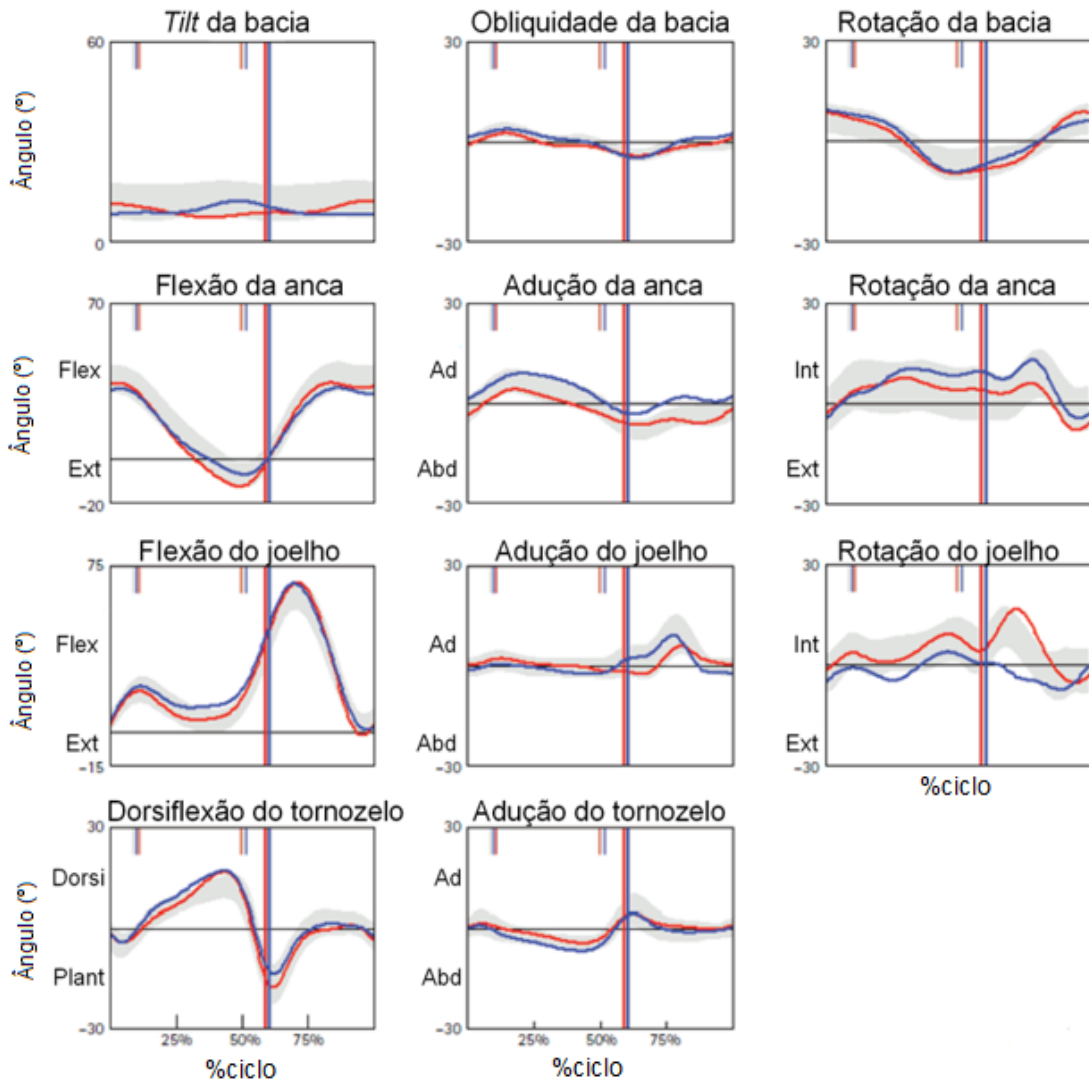 Tilt da bacia
Obliquidade da bacia
Rotação da bacia
60
30
30
Ângulo (º)
0
-30
-30
Flexão da anca
Adução da anca
Rotação da anca
70
30
30
Flex
Ad
Int
Ângulo (º)
Ext
Abd
Ext
-20
-30
-30
Flexão do joelho
Adução do joelho
Rotação do joelho
75
30
30
Flex
Ad
Int
Ângulo (º)
Ext
Abd
Ext
-15
-30
-30
%ciclo
Dorsiflexão do tornozelo
Adução do tornozelo
30
30
Dorsi
Ad
Ângulo (º)
Plant
Abd
-30
-30
25% 50% 75%
25% 50% 75%
%ciclo
%ciclo